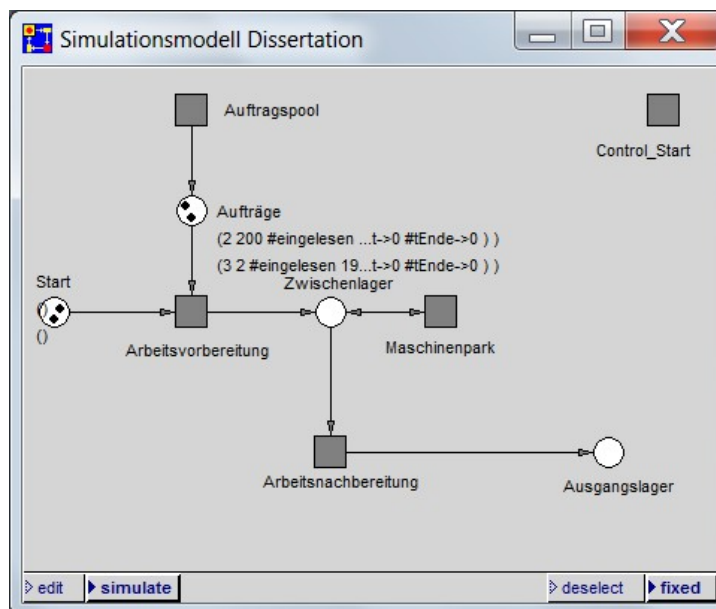 Simulationsmodell Dissertation
Auftragspool
Control_Start
Aufträge
(2 200 #eingelesen ...t->0 #tEnde->0 ) )
(3 2 #eingelesen 19...t->0 #tEnde->0 ) )
Start
()
()
Zwischenlager
Arbeitsvorbereitung
Maschinenpark
Arbeitsnachbereitung
Ausgangslager
edit
simulate
deselect
fixed